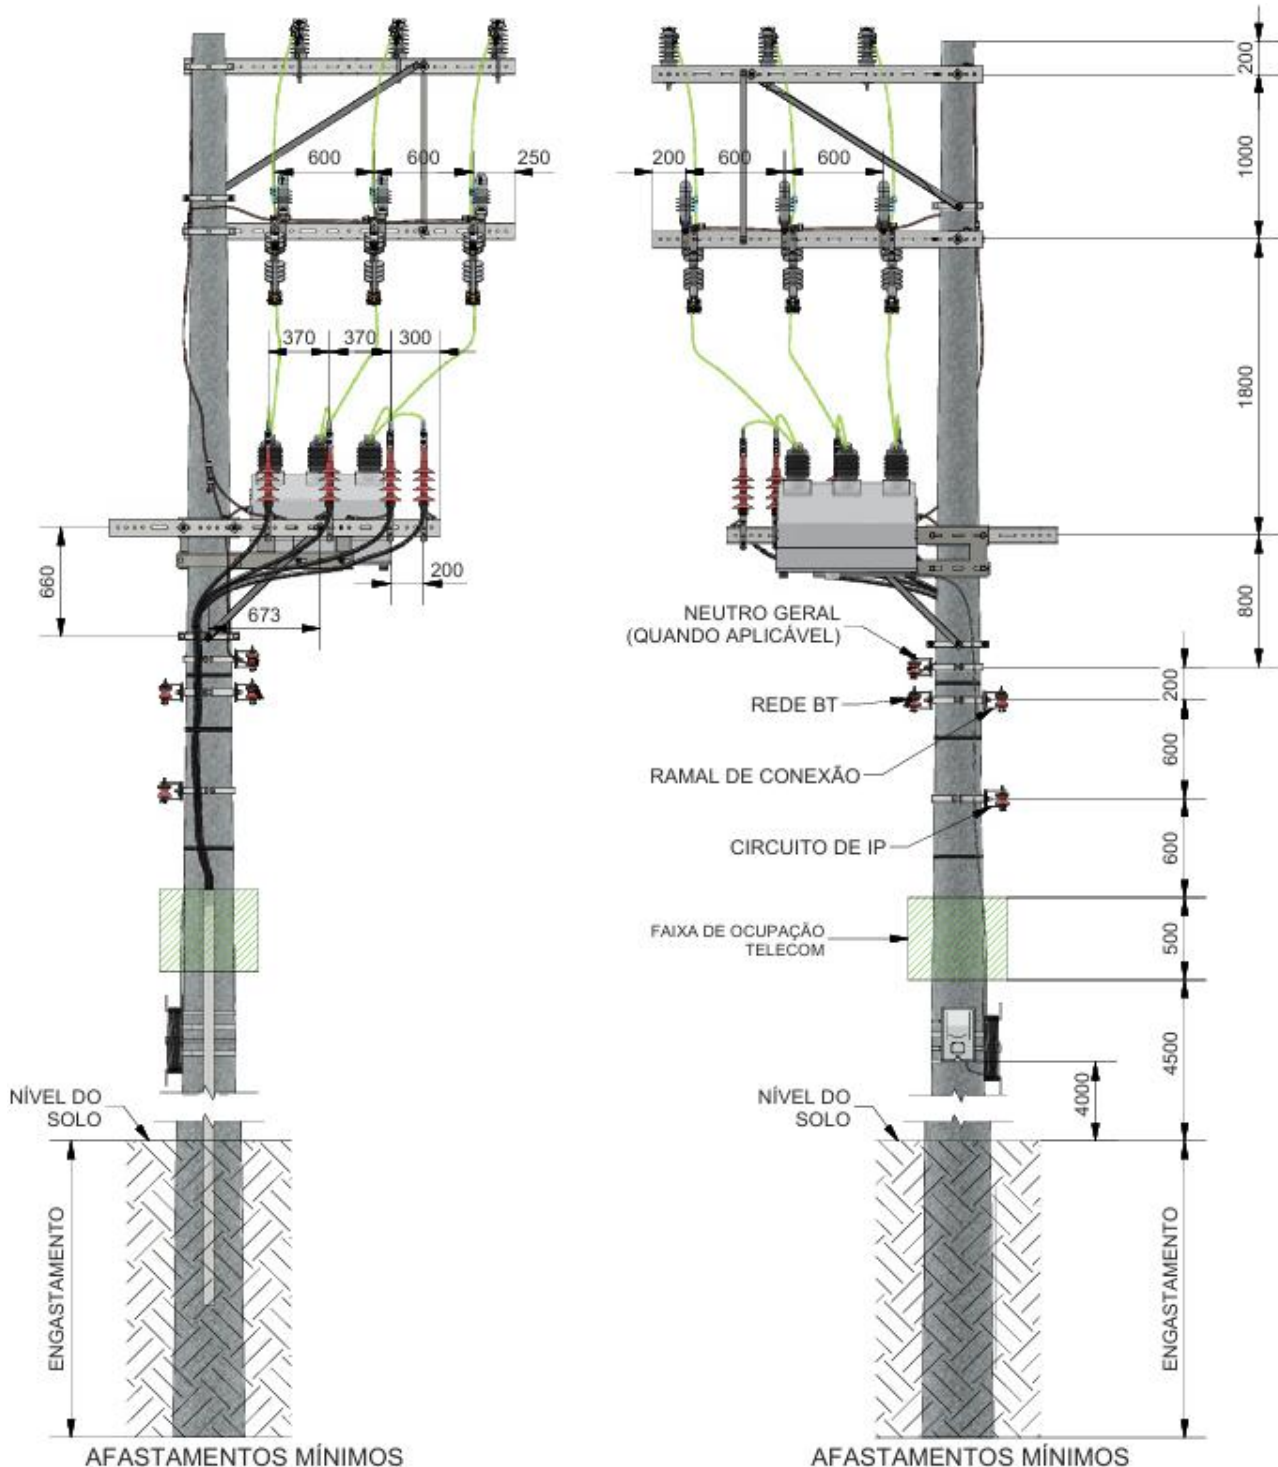 200
1000
600
600
250
200
600
600
370
370
300
1800
660
200
673
800
NEUTRO GERAL
(QUANDO APLICÁVEL)
200
REDE BT
600
RAMAL DE CONEXÃO
CIRCUITO DE IP
600
FAIXA DE OCUPAÇÃO
TELECOM
500
4500
4000
NÍVEL DO
SOLO
NÍVEL DO
SOLO
ENGASTAMENTO
ENGASTAMENTO
AFASTAMENTOS MÍNIMOS
AFASTAMENTOS MÍNIMOS